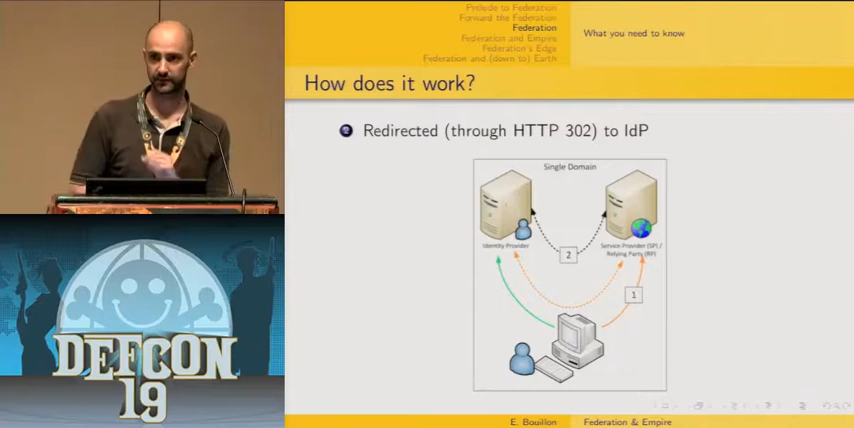 Prelude to Federation
Forward the Federation
Federation
Federation and Empire
Federation's Edge
Federation and (down to) Earth
What you need to know
How does it work?
2 Redirected (through HTTP 302) to IdP
Single Domain
Identity Provider
Service Provider (SP) /
Relying Party (RP)
2
1
DEFCON
19
E. Bouillon
Federation & Empire